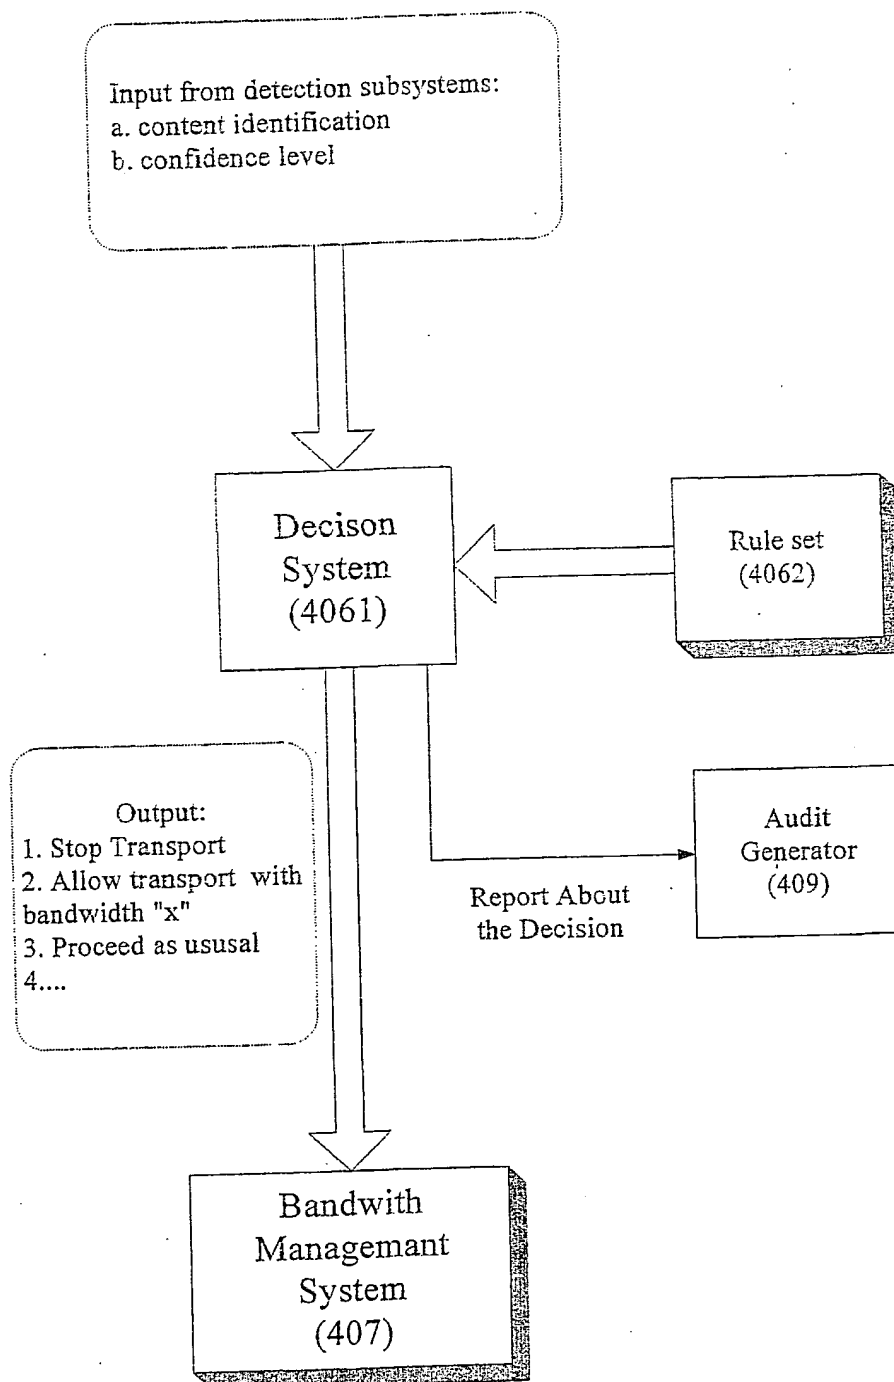 Input from detection subsystems:
a. content identification
b. confidence level
Decison
System
(4061)
Rule set
(4062)
Output:
1. Stop Transport
2. Allow transport with
bandwidth "x"
3. Proceed as ususal
4....
Audit
Generator
(409)
Report About
the Decision
Bandwith
Managemant
System
(407)